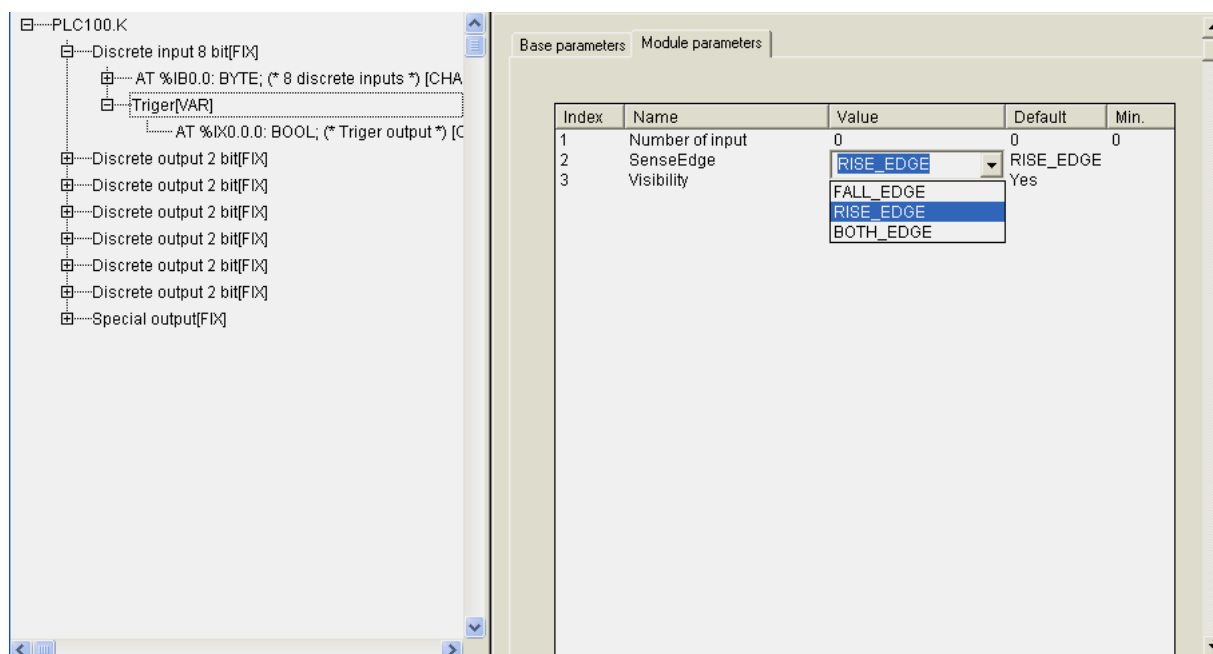 PLC100.K
Discrete input 8 bit[FIX]
AT %IB0.0: BYTE; (* 8 discrete inputs *) [CHA
Triger[VAR]
AT %IX0.0.0: BOOL; (* Triger output *) [C
Discrete output 2 bit[FIX]
Discrete output 2 bit[FIX]
Discrete output 2 bit[FIX]
Discrete output 2 bit[FIX]
Discrete output 2 bit[FIX]
Discrete output 2 bit[FIX]
Special output[FIX]
Base parameters Module parameters
Index Name Value Default Min.
1 Number of input 0 0 0
2 SenseEdge RISE_EDGE RISE_EDGE
3 Visibility Yes
FALL_EDGE
RISE_EDGE
BOTH_EDGE